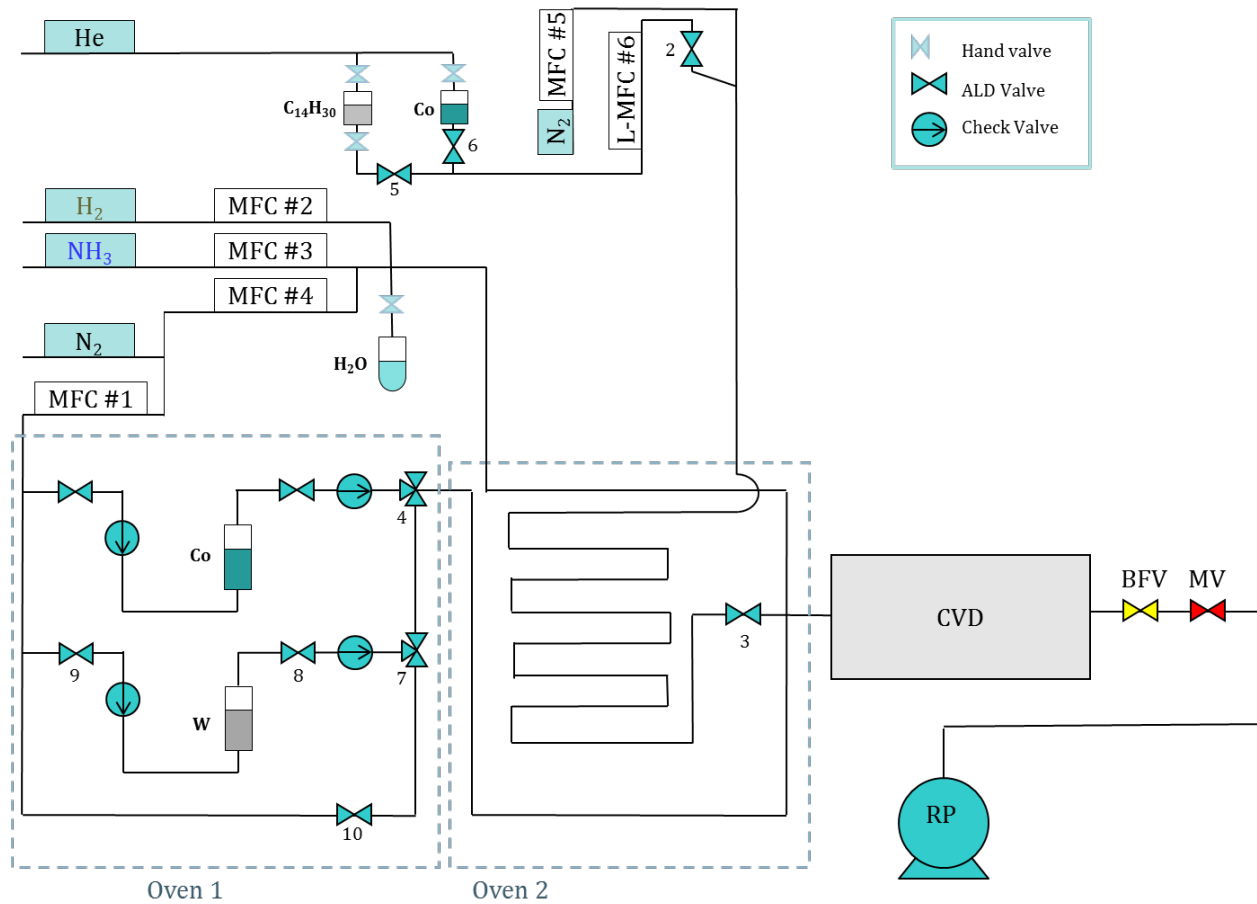 He
MFC #5
N2
L-MFC #6
2
Hand valve
ALD Valve
Check Valve
C14H30
Co
6
5
H2
MFC #2
NH3
MFC #3
MFC #4
N2
H2O
MFC #1
4
Co
CVD
BFV
MV
3
9
8
7
W
RP
10
Oven 1
Oven 2